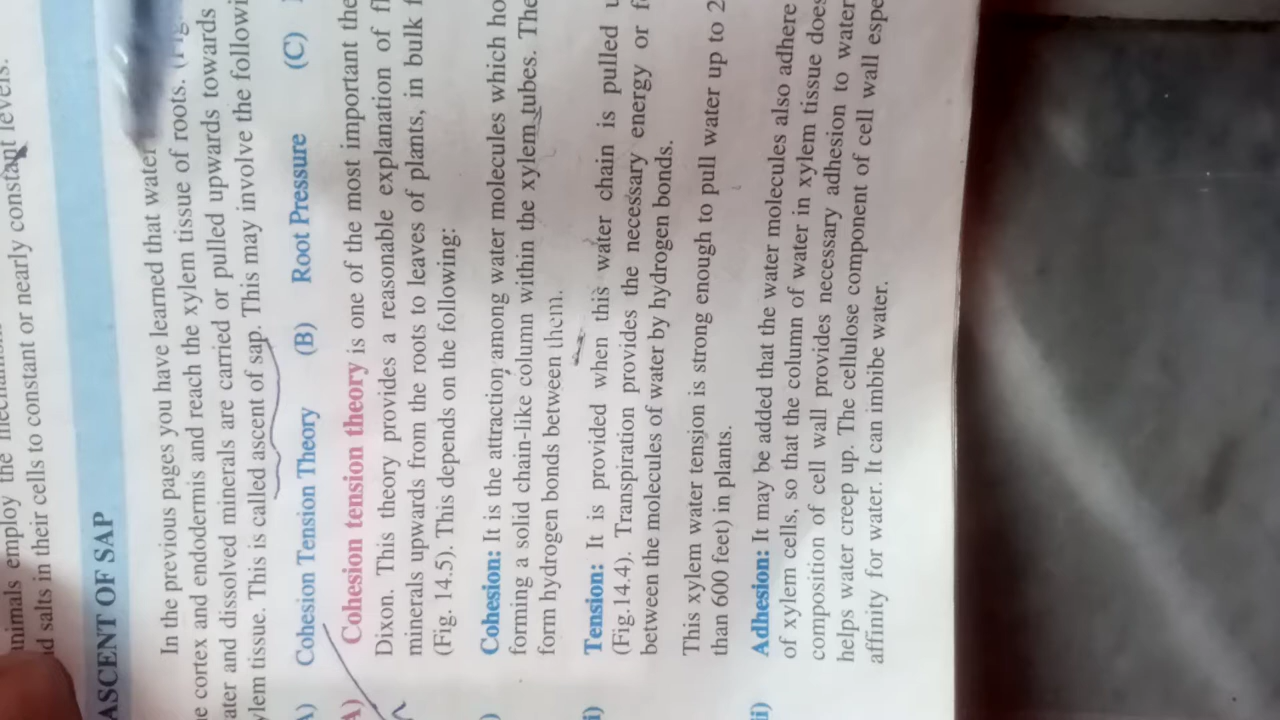 employ the
salts in their cells to constant or nearly constant levels.
ASCENT OF SAP
In the previous pages you have learned that water
cortex and endodermis and reach the xylem tissue of roots.
and dissolved minerals are carried or pulled upwards towards
tissue. This is called ascent of sap. This may involve the
Cohesion Tension Theory (B) Root Pressure (C)
Cohesion tension theory is one of the most important
Dixon. This theory provides a reasonable explanation of
minerals upwards from the roots to leaves of plants, in bulk
(Fig. 14.5). This depends on the following:
Cohesion: It is the attraction among water molecules which
forming a solid chain-like column within the xylem tubes.
form hydrogen bonds between them.
Tension: It is provided when this water chain is pulled
(Fig.14.4). Transpiration provides the necessary energy or
between the molecules of water by hydrogen bonds.
This xylem water tension is strong enough to pull water up to
than 600 feet) in plants.
Adhesion: It may be added that the water molecules also adhere
of xylem cells, so that the column of water in xylem tissue
composition of cell wall provides necessary adhesion to water
helps water creep up. The cellulose component of cell wall
affinity for water. It can imbibe water.